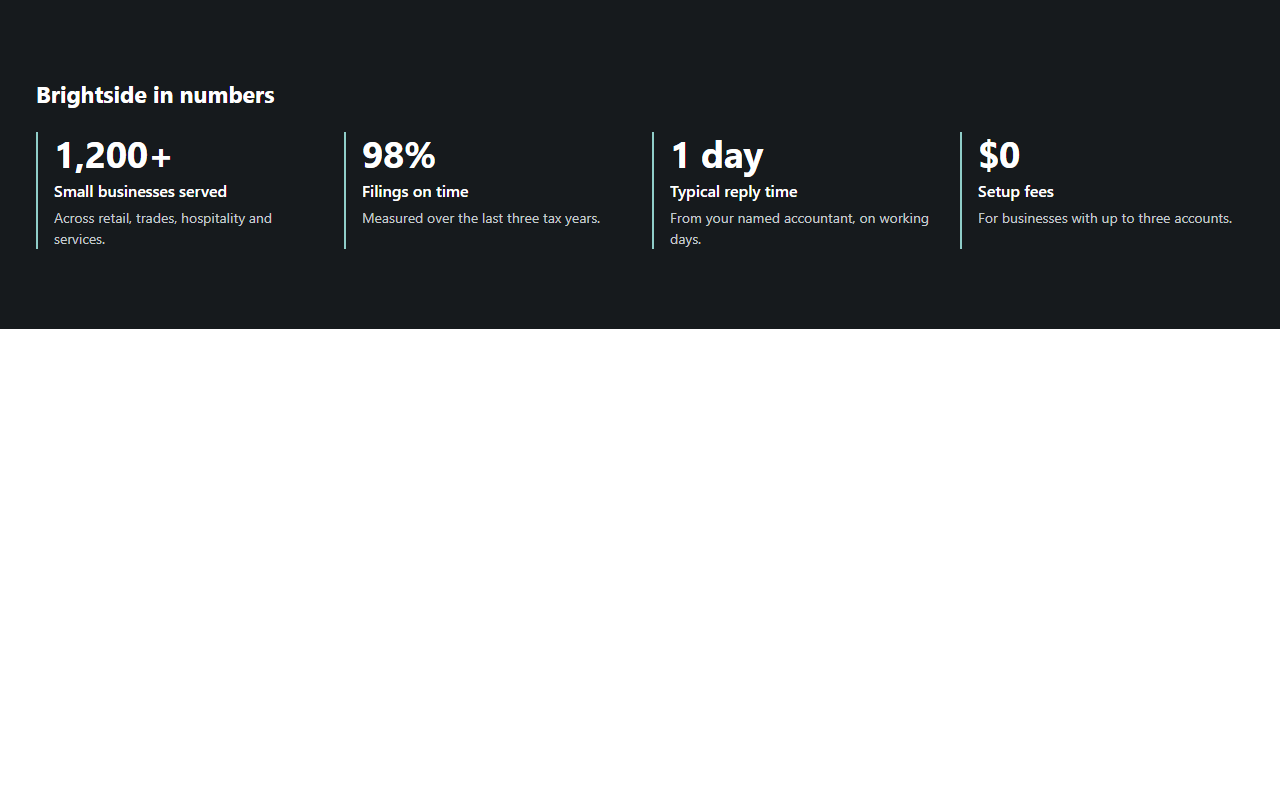 Brightside in numbers
1,200+
Small businesses served
Across retail, trades, hospitality and
services.
98%
Filings on time
Measured over the last three tax years.
1 day
Typical reply time
From your named accountant, on working
days.
$0
Setup fees
For businesses with up to three accounts.